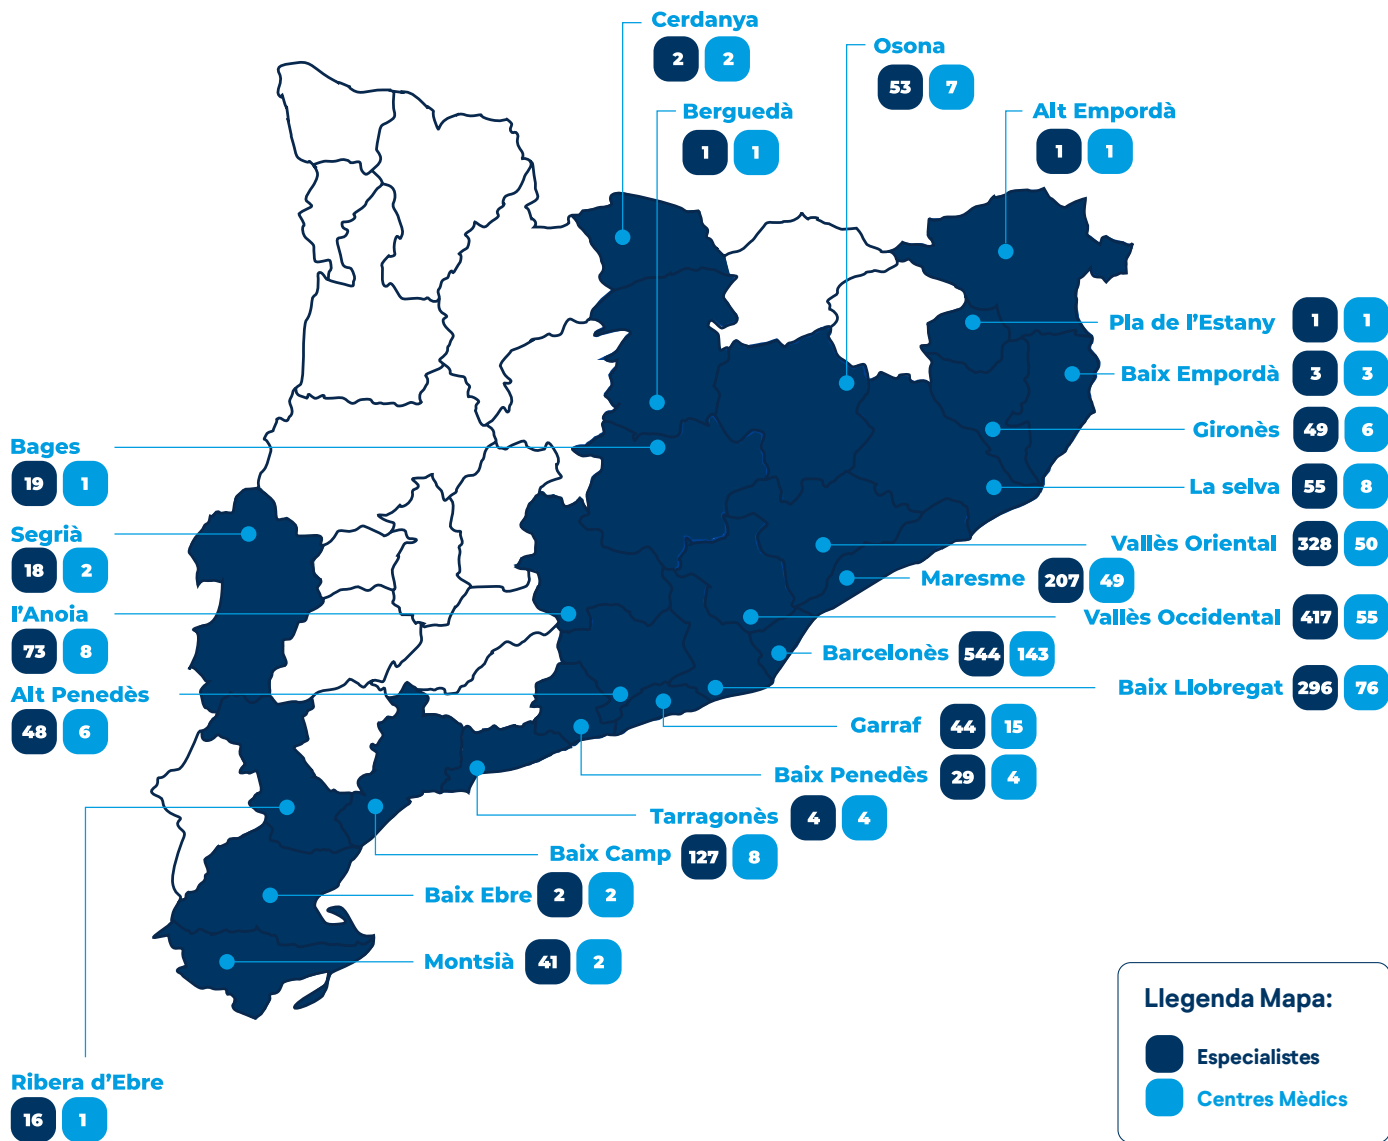 Cerdanya
2 2
Osona
53 7
Berguedà
1 1
Alt Empordà
1 1
Pla de l'Estany 1 1
Baix Empordà 3 3
Gironès 49 6
La selva 55 8
Vallès Oriental 328 50
Maresme 207 49
Vallès Occidental 417 55
Barcelonès 544 143
Baix Llobregat 296 76
Garraf 44 15
Baix Penedès 29 4
Tarragonès 4 4
Baix Camp 127 8
Baix Ebre 2 2
Montsià 41 2
Bages
19 1
Segrià
18 2
l'Anoia
73 8
Alt Penedès
48 6
Ribera d'Ebre
16 1
Llegenda Mapa:
Especialistes
Centres Mèdics